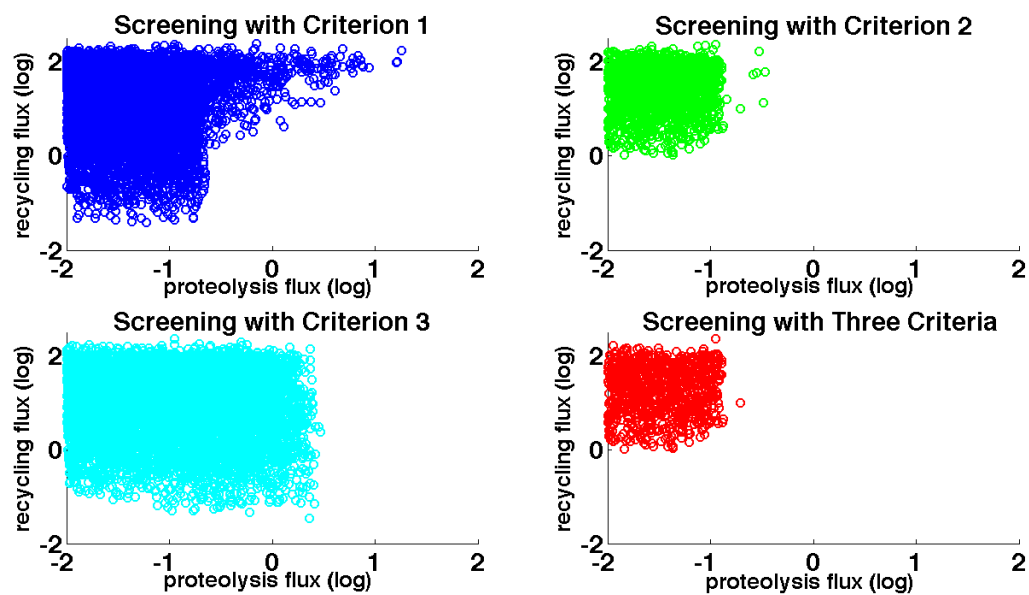 Screening with Criterion 1
recycling flux (log)
2
0
-2
-2 -1 0 1 2
proteolysis flux (log)
Screening with Criterion 2
recycling flux (log)
2
0
-2
-2 -1 0 1 2
proteolysis flux (log)
Screening with Criterion 3
recycling flux (log)
2
0
-2
-2 -1 0 1 2
proteolysis flux (log)
Screening with Three Criteria
recycling flux (log)
2
0
-2
-2 -1 0 1 2
proteolysis flux (log)